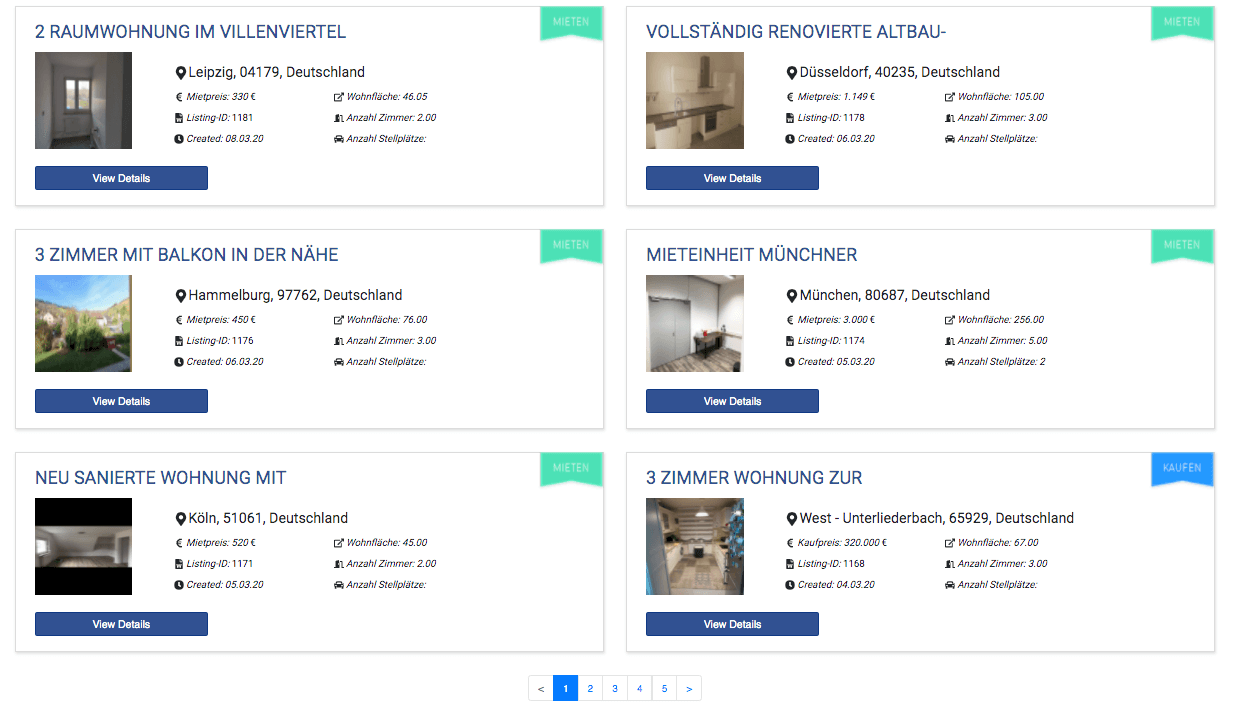 MIETEN
2 RAUMWOHNUNG IM VILLENVIERTEL
Leipzig, 04179, Deutschland
Mietpreis: 330 € Wohnfläche: 46.05
Listing-ID: 1181 Anzahl Zimmer: 2.00
Created: 08.03.20 Anzahl Stellplätze:
View Details
MIETEN
VOLLSTÄNDIG RENOVIERTE ALTBAU-
Düsseldorf, 40235, Deutschland
Mietpreis: 1.149 € Wohnfläche: 105.00
Listing-ID: 1178 Anzahl Zimmer: 3.00
Created: 06.03.20 Anzahl Stellplätze:
View Details
MIETEN
3 ZIMMER MIT BALKON IN DER NÄHE
Hammelburg, 97762, Deutschland
Mietpreis: 450 € Wohnfläche: 76.00
Listing-ID: 1176 Anzahl Zimmer: 3.00
Created: 06.03.20 Anzahl Stellplätze:
View Details
MIETEN
MIETEINHEIT MÜNCHNER
München, 80687, Deutschland
Mietpreis: 3.000 € Wohnfläche: 256.00
Listing-ID: 1174 Anzahl Zimmer: 5.00
Created: 05.03.20 Anzahl Stellplätze: 2
View Details
MIETEN
NEU SANIERTE WOHNUNG MIT
Köln, 51061, Deutschland
Mietpreis: 520 € Wohnfläche: 45.00
Listing-ID: 1171 Anzahl Zimmer: 2.00
Created: 05.03.20 Anzahl Stellplätze:
View Details
KAUFEN
3 ZIMMER WOHNUNG ZUR
West - Unterliederbach, 65929, Deutschland
Kaufpreis: 320.000 € Wohnfläche: 67.00
Listing-ID: 1168 Anzahl Zimmer: 3.00
Created: 04.03.20 Anzahl Stellplätze:
View Details
< 1 2 3 4 5 >